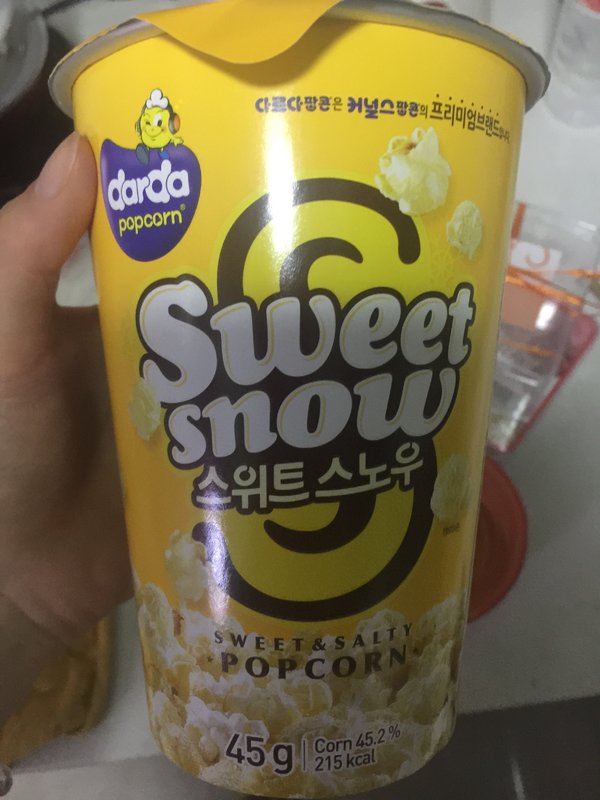 다르다팝콘은 커널스팝콘의 프리미엄브랜드입니다.
darda
popcorn®
Sweet
snow
스위트 스노우
SWEET & SALTY
POPCORN
45 g | Corn 45.2%
215 kcal